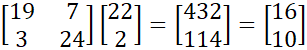 [19 7
3 24] [22
2] = [432
114] = [16
10]